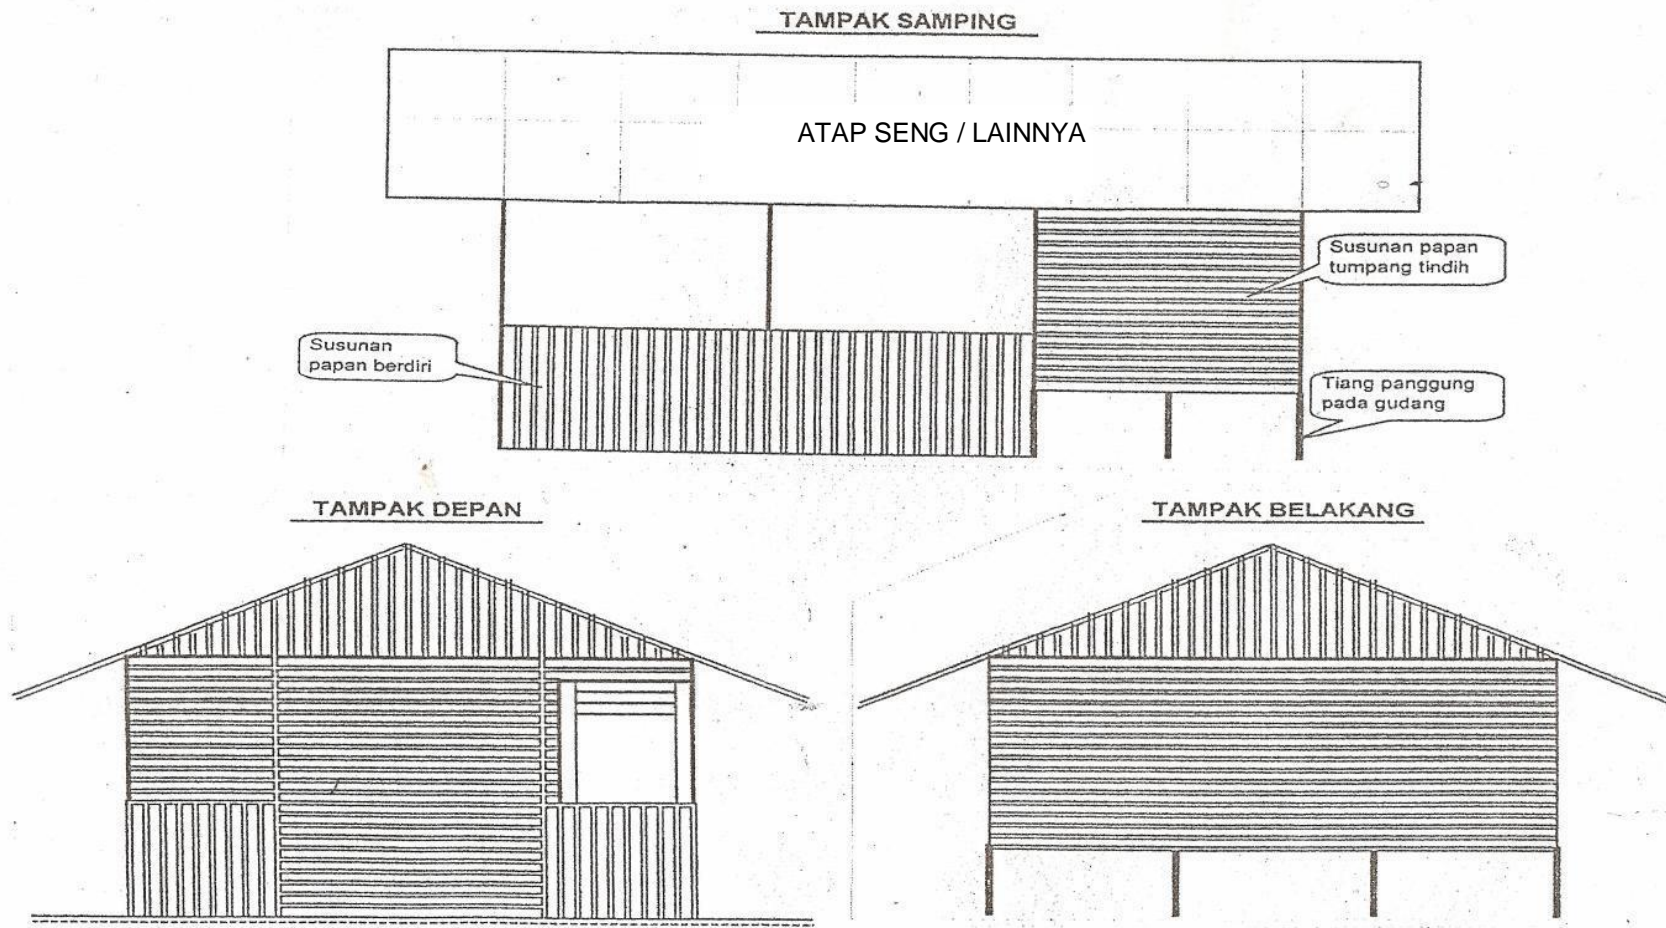 TAMPAK SAMPING
ATAP SENG / LAINNYA
Susunan papan
tumpang tindih
Susunan
papan berdiri
Tiang panggung
pada gudang
TAMPAK DEPAN
TAMPAK BELAKANG